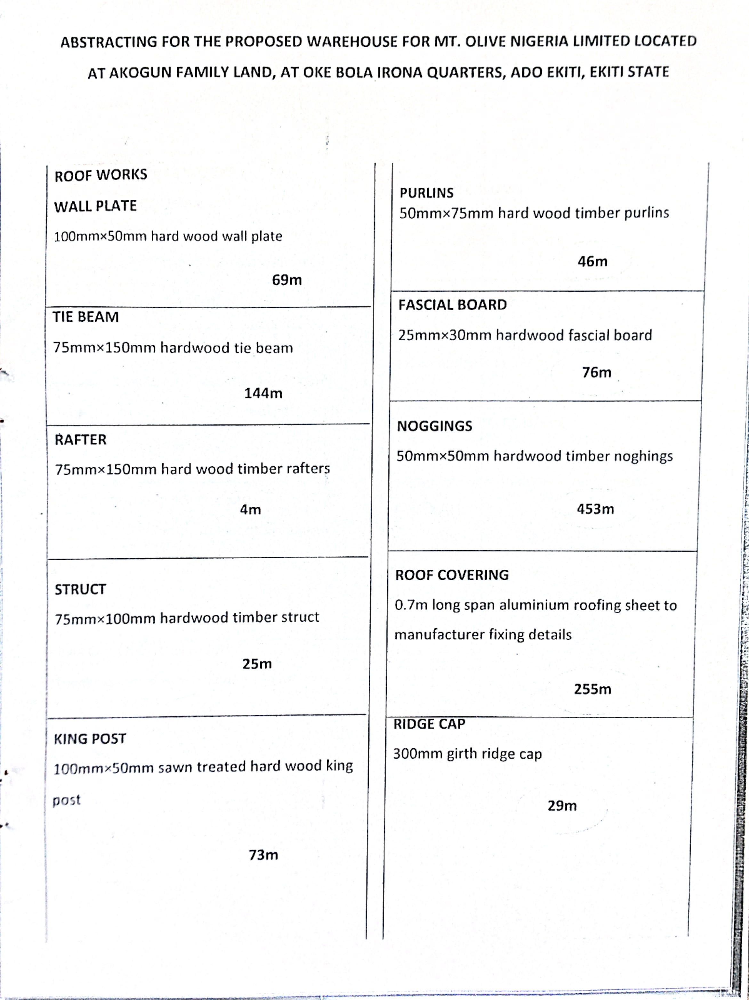 ABSTRACTING FOR THE PROPOSED WAREHOUSE FOR MT. OLIVE NIGERIA LIMITED LOCATED
AT AKOGUN FAMILY LAND, AT OKE BOLA IRONA QUARTERS, ADO EKITI, EKITI STATE
ROOF WORKS
WALL PLATE
100mm×50mm hard wood wall plate
69m
TIE BEAM
75mm×150mm hardwood tie beam
144m
RAFTER
75mm×150mm hard wood timber rafters
4m
STRUCT
75mm×100mm hardwood timber struct
25m
KING POST
100mm×50mm sawn treated hard wood king
post
73m
PURLINS
50mm×75mm hard wood timber purlins
46m
FASCIAL BOARD
25mm×30mm hardwood fascial board
76m
NOGGINGS
50mm×50mm hardwood timber noghings
453m
ROOF COVERING
0.7m long span aluminium roofing sheet to
manufacturer fixing details
255m
RIDGE CAP
300mm girth ridge cap
29m